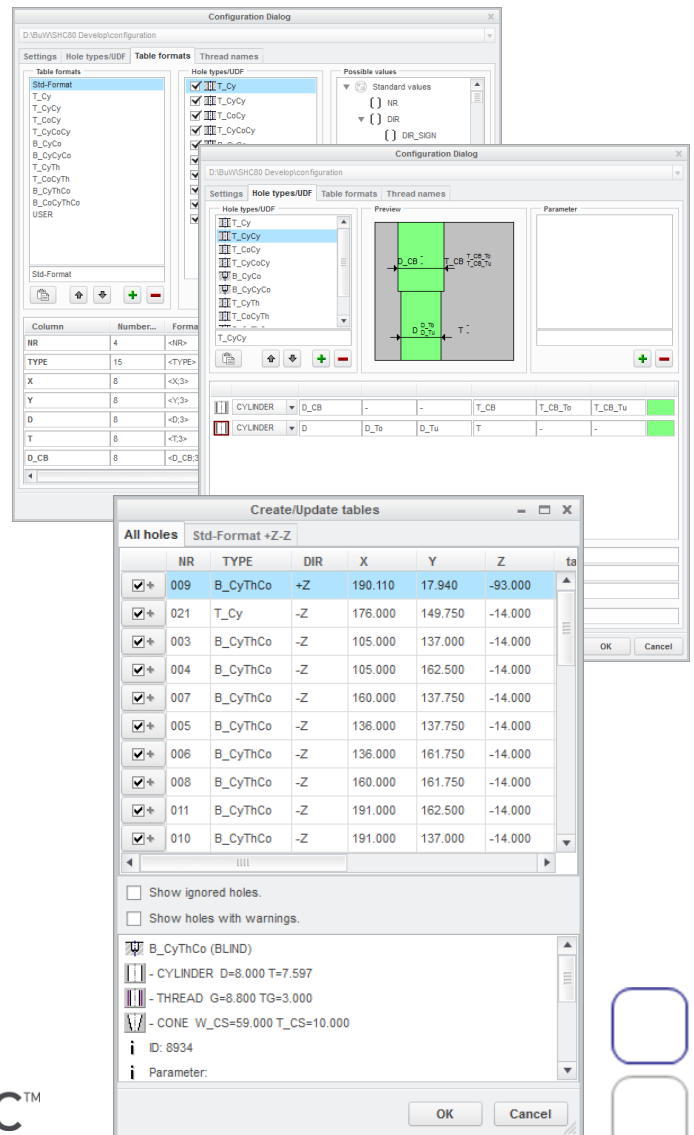 Configuration Dialog
D:\BuW\SHC80 Develop\configuration
Settings Hole types/UDF Table formats Thread names
Table formats
Std-Format
T_Cy
T_CyCy
T_CoCy
T_CyCoCy
B_CyCo
B_CyCyCo
T_CyTh
T_CoCyTh
B_CyThCo
B_CoCyThCo
USER
Std-Format
Hole types/UDF
T_Cy
T_CyCy
T_CoCy
T_CyCoCy
Possible values
Standard values
( ) NR
( ) DIR
( ) DIR_SIGN
Column Number... Forma
NR 4 <NR>
TYPE 15 <TYPE>
X 8 <X;3>
Y 8 <Y;3>
D 8 <D;3>
T 8 <T;3>
D_CB 8 <D_CB;3
Configuration Dialog
D:\BuW\SHC80 Develop\configuration
Settings Hole types/UDF Table formats Thread names
Hole types/UDF
T_Cy
T_CyCy
T_CoCy
T_CyCoCy
B_CyCo
B_CyCyCo
T_CyTh
T_CoCyTh
T_CyCy
Preview
D_CB - T_CB T_CB_To T_CB_Tu
D D_To D_Tu T -
Parameter
CYLINDER D_CB - - T_CB T_CB_To T_CB_Tu
CYLINDER D D_To D_Tu T - -
OK Cancel
Create/Update tables
All holes Std-Format +Z-Z
NR TYPE DIR X Y Z ta
009 B_CyThCo +Z 190.110 17.940 -93.000
021 T_Cy -Z 176.000 149.750 -14.000
003 B_CyThCo -Z 105.000 137.000 -14.000
004 B_CyThCo -Z 105.000 162.500 -14.000
007 B_CyThCo -Z 160.000 137.750 -14.000
005 B_CyThCo -Z 136.000 137.750 -14.000
006 B_CyThCo -Z 136.000 161.750 -14.000
008 B_CyThCo -Z 160.000 161.750 -14.000
011 B_CyThCo -Z 191.000 162.500 -14.000
010 B_CyThCo -Z 191.000 137.000 -14.000
Show ignored holes.
Show holes with warnings.
B_CyThCo (BLIND)
- CYLINDER D=8.000 T=7.597
- THREAD G=8.800 TG=3.000
- CONE W_CS=59.000 T_CS=10.000
ID: 8934
Parameter:
OK Cancel
C™